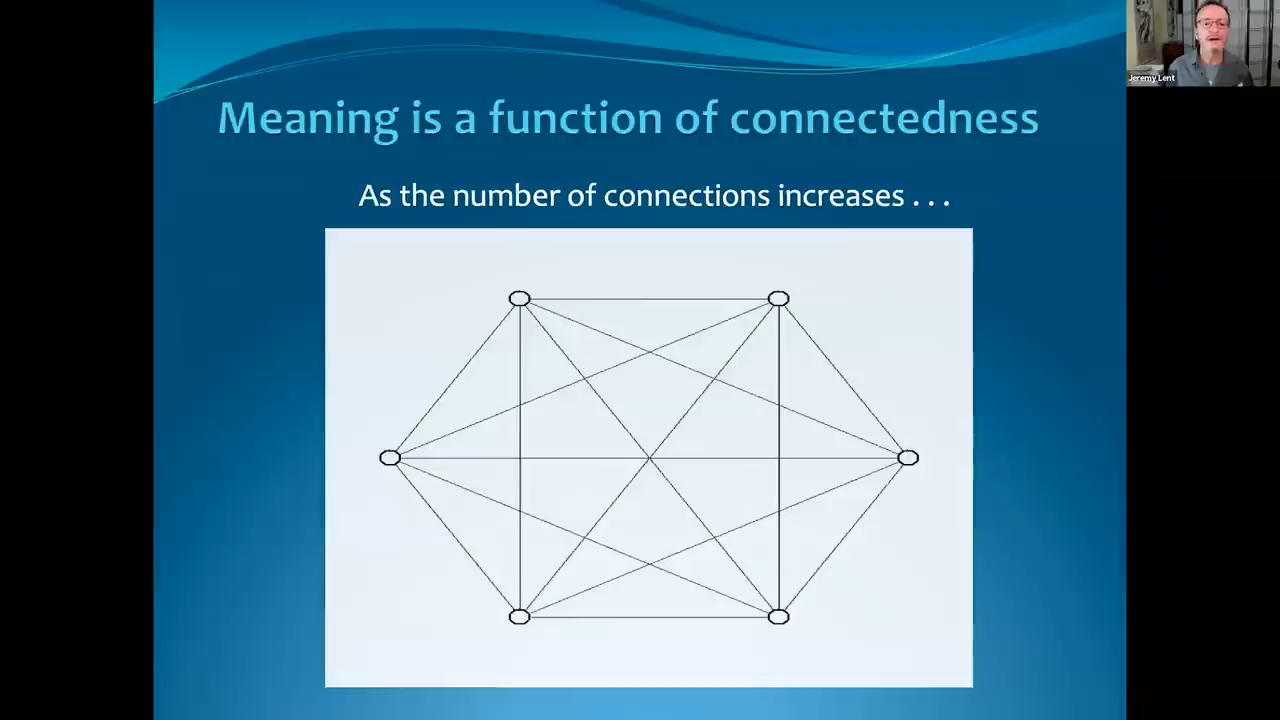 Meaning is a function of connectedness
As the number of connections increases . . .
Jeremy Lent